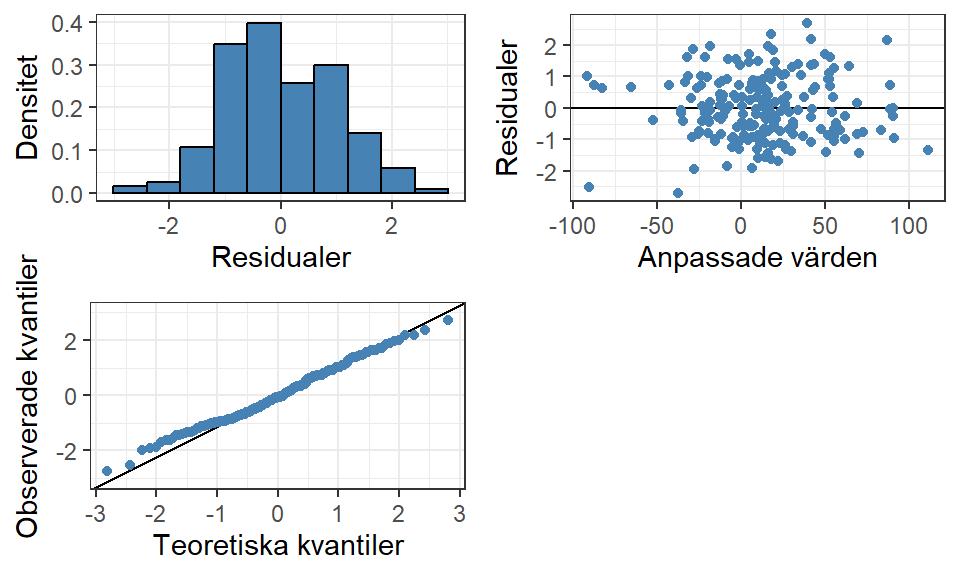 Densitet
0.4
0.3
0.2
0.1
0.0
-2 0 2
Residualer
Residualer
2
1
0
-1
-2
-100 -50 0 50 100
Anpassade värden
Observerade kvantiler
2
0
-2
-3 -2 -1 0 1 2 3
Teoretiska kvantiler